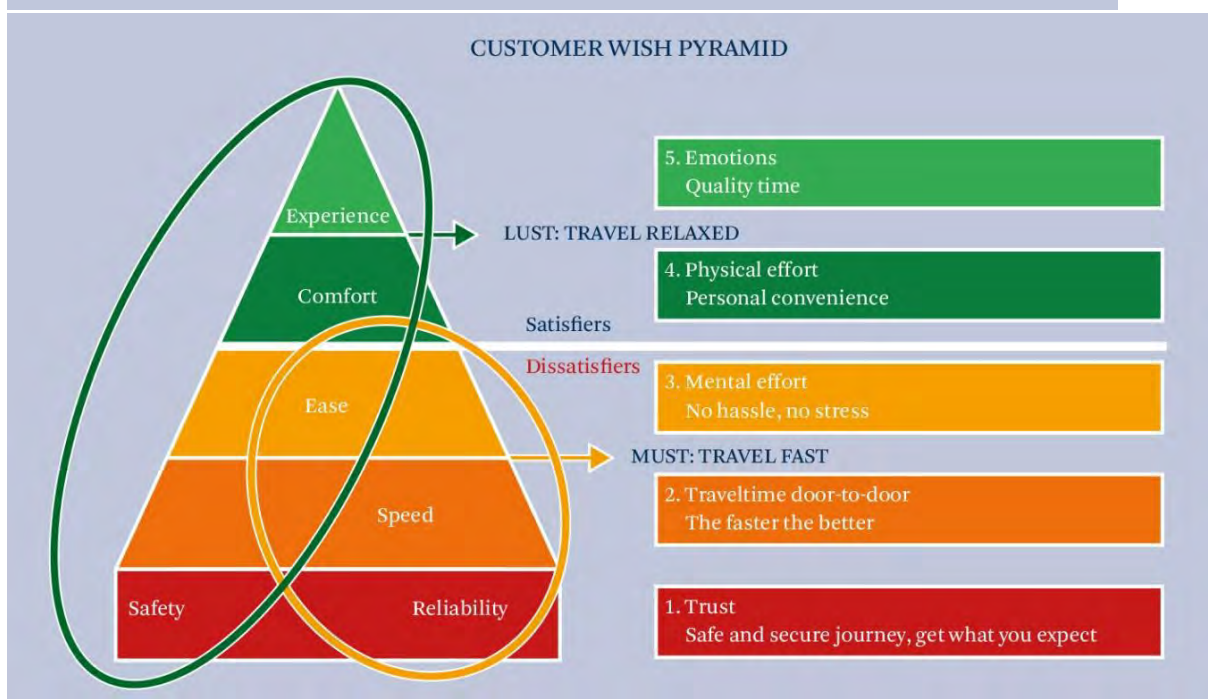 CUSTOMER WISH PYRAMID
Experience
Comfort
Ease
Speed
Safety
Reliability
LUST: TRAVEL RELAXED
Satisfiers
Dissatisfiers
MUST: TRAVEL FAST
5. Emotions
Quality time
4. Physical effort
Personal convenience
3. Mental effort
No hassle, no stress
2. Traveltime door-to-door
The faster the better
1. Trust
Safe and secure journey, get what you expect